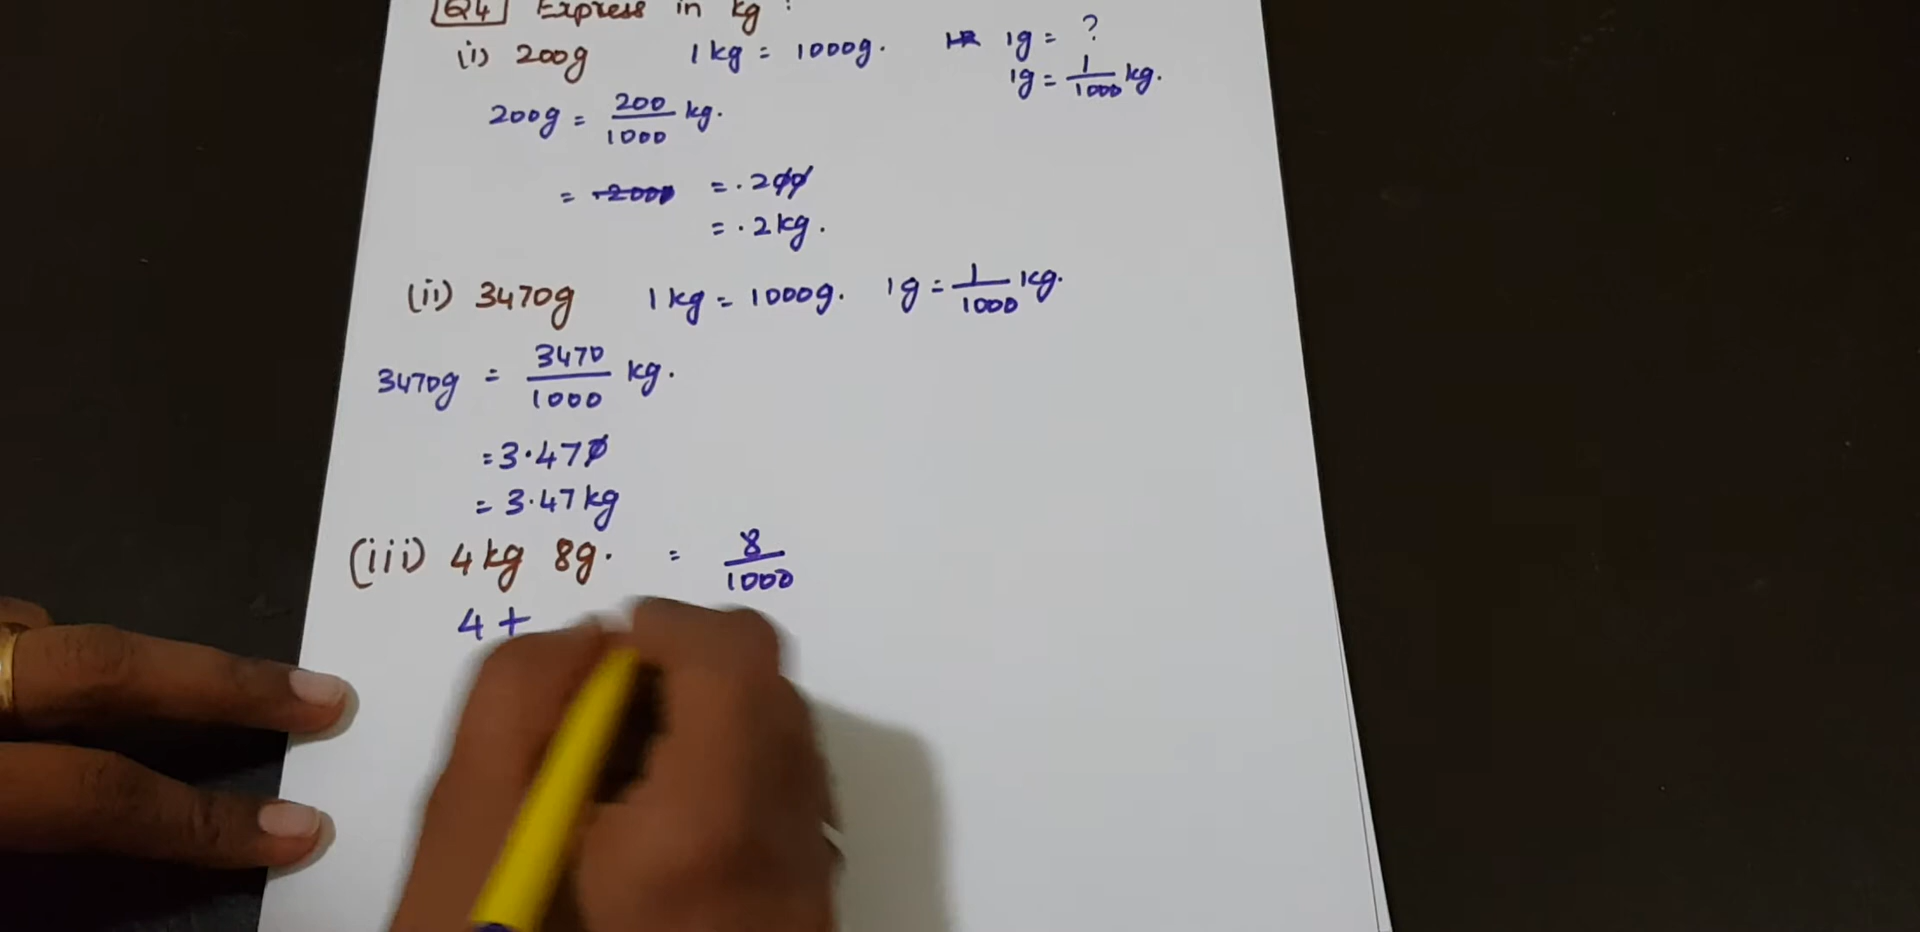 Q4 Express in kg :
(i) 200g 1kg = 1000g. 1g = ?
1g = 1/1000 kg.
200g = 200/1000 kg.
= .200
= .2kg.
(ii) 3470g 1kg = 1000g. 1g = 1/1000 kg.
3470g = 3470/1000 kg.
= 3.470
= 3.47kg
(iii) 4kg 8g. = 8/1000
4 +